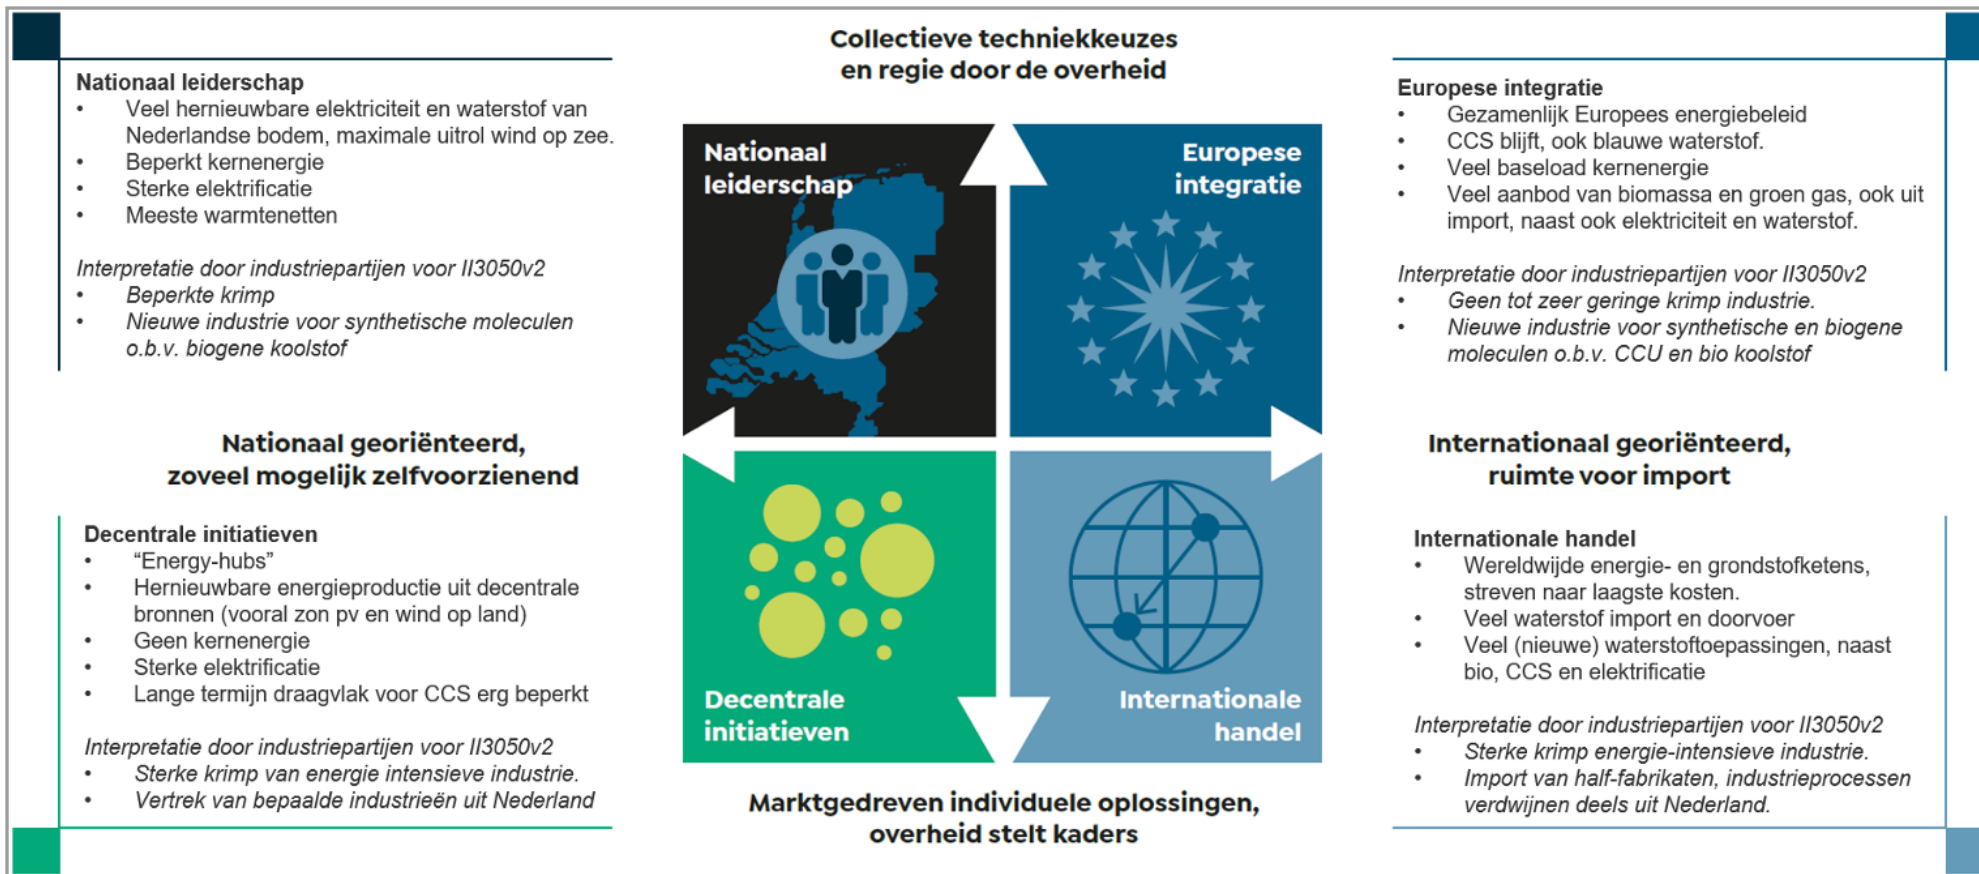 Collectieve techniekkeuzes
en regie door de overheid
Nationaal leiderschap
• Veel hernieuwbare elektriciteit en waterstof van
Nederlandse bodem, maximale uitrol wind op zee.
• Beperkt kernenergie
• Sterke elektrificatie
• Meeste warmtenetten
Interpretatie door industriepartijen voor II3050v2
• Beperkte krimp
• Nieuwe industrie voor synthetische moleculen
o.b.v. biogene koolstof
Nationaal
leiderschap
Europese
integratie
Europese integratie
• Gezamenlijk Europees energiebeleid
• CCS blijft, ook blauwe waterstof.
• Veel baseload kernenergie
• Veel aanbod van biomassa en groen gas, ook uit
import, naast ook elektriciteit en waterstof.
Interpretatie door industriepartijen voor II3050v2
• Geen tot zeer geringe krimp industrie.
• Nieuwe industrie voor synthetische en biogene
moleculen o.b.v. CCU en bio koolstof
Nationaal georiënteerd,
zoveel mogelijk zelfvoorzienend
Internationaal georiënteerd,
ruimte voor import
Decentrale initiatieven
• “Energy-hubs”
• Hernieuwbare energieproductie uit decentrale
bronnen (vooral zon pv en wind op land)
• Geen kernenergie
• Sterke elektrificatie
• Lange termijn draagvlak voor CCS erg beperkt
Interpretatie door industriepartijen voor II3050v2
• Sterke krimp van energie intensieve industrie.
• Vertrek van bepaalde industrieën uit Nederland
Decentrale
initiatieven
Internationale
handel
Internationale handel
• Wereldwijde energie- en grondstofketens,
streven naar laagste kosten.
• Veel waterstof import en doorvoer
• Veel (nieuwe) waterstoftoepassingen, naast
bio, CCS en elektrificatie
Interpretatie door industriepartijen voor II3050v2
• Sterke krimp energie-intensieve industrie.
• Import van half-fabrikaten, industrieprocessen
verdwijnen deels uit Nederland.
Marktgedreven individuele oplossingen,
overheid stelt kaders